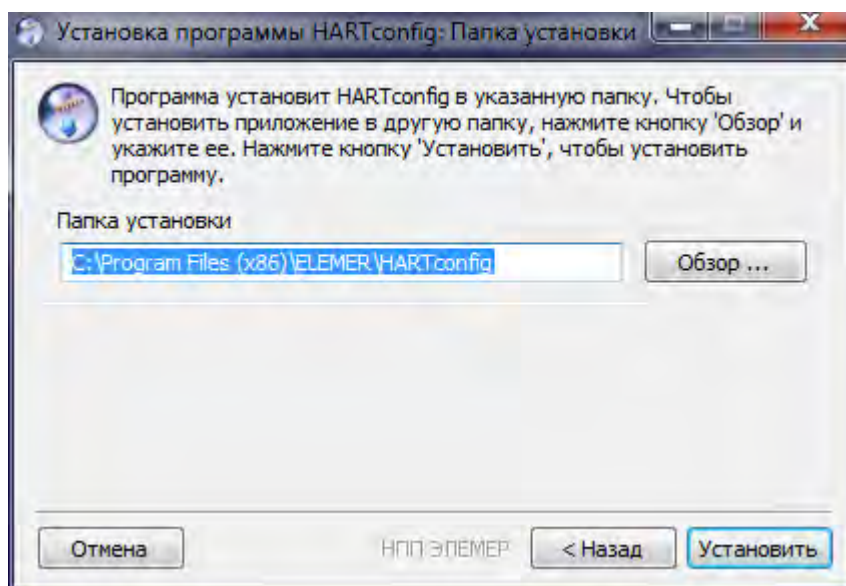 Установка программы HARTconfig: Папка установки
Программа установит HARTconfig в указанную папку. Чтобы
установить приложение в другую папку, нажмите кнопку 'Обзор' и
укажите ее. Нажмите кнопку 'Установить', чтобы установить
программу.
Папка установки
C:\Program Files (x86)\ELEMER\HARTconfig
Обзор ...
Отмена
НПП ЭЛЕМЕР
< Назад
Установить